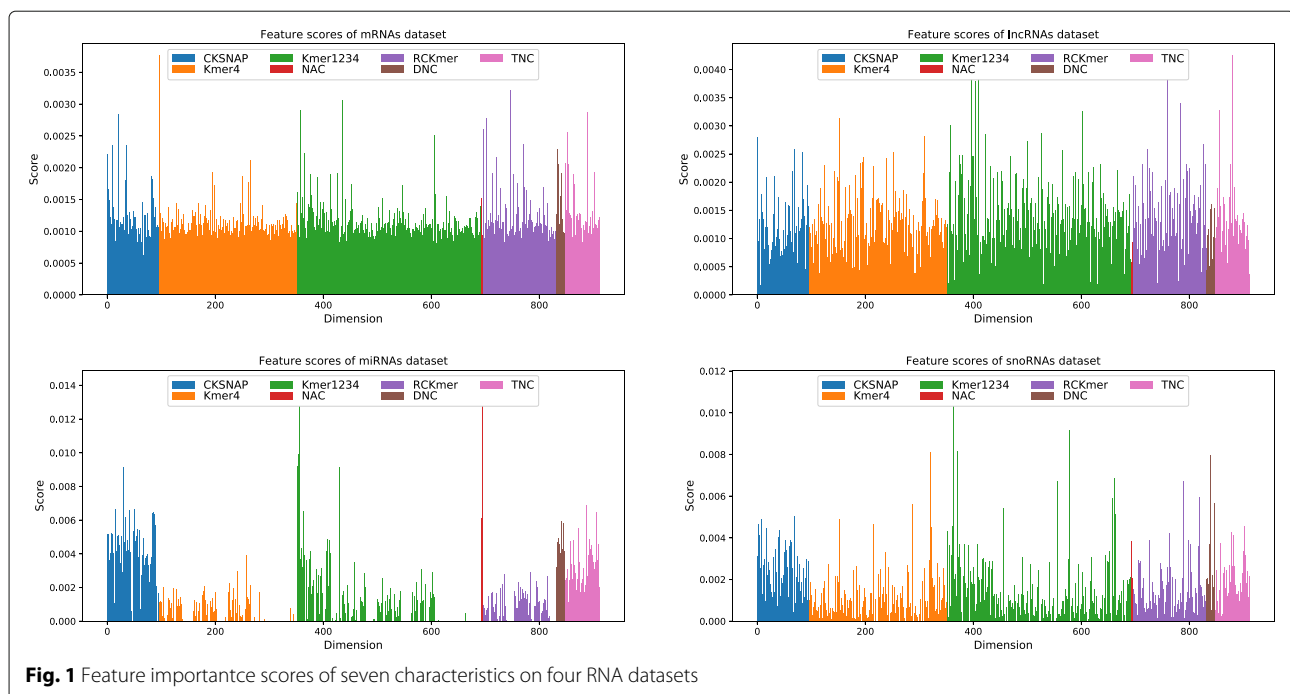 Feature scores of mRNAs dataset
CKSNAP Kmer1234 RCKmer TNC
Kmer4 NAC DNC
Score
0.0035
0.0030
0.0025
0.0020
0.0015
0.0010
0.0005
0.0000
0 200 400 600 800
Dimension
Feature scores of lncRNAs dataset
CKSNAP Kmer1234 RCKmer TNC
Kmer4 NAC DNC
Score
0.0040
0.0035
0.0030
0.0025
0.0020
0.0015
0.0010
0.0005
0.0000
0 200 400 600 800
Dimension
Feature scores of miRNAs dataset
CKSNAP Kmer1234 RCKmer TNC
Kmer4 NAC DNC
Score
0.014
0.012
0.010
0.008
0.006
0.004
0.002
0.000
0 200 400 600 800
Dimension
Feature scores of snoRNAs dataset
CKSNAP Kmer1234 RCKmer TNC
Kmer4 NAC DNC
Score
0.012
0.010
0.008
0.006
0.004
0.002
0.000
0 200 400 600 800
Dimension
Fig. 1 Feature importantce scores of seven characteristics on four RNA datasets